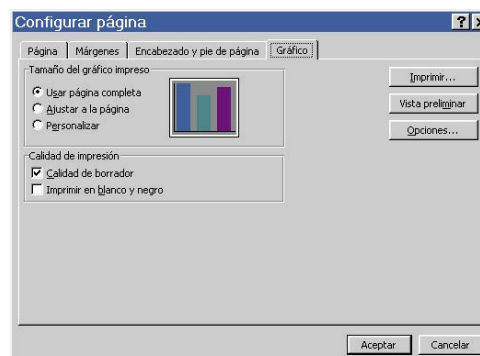 Configurar página
Página Márgenes Encabezado y pie de página Gráfico
Tamaño del gráfico impreso
Usar página completa
Ajustar a la página
Personalizar
Imprimir...
Vista preliminar
Opciones...
Calidad de impresión
Calidad de borrador
Imprimir en blanco y negro
Aceptar Cancelar